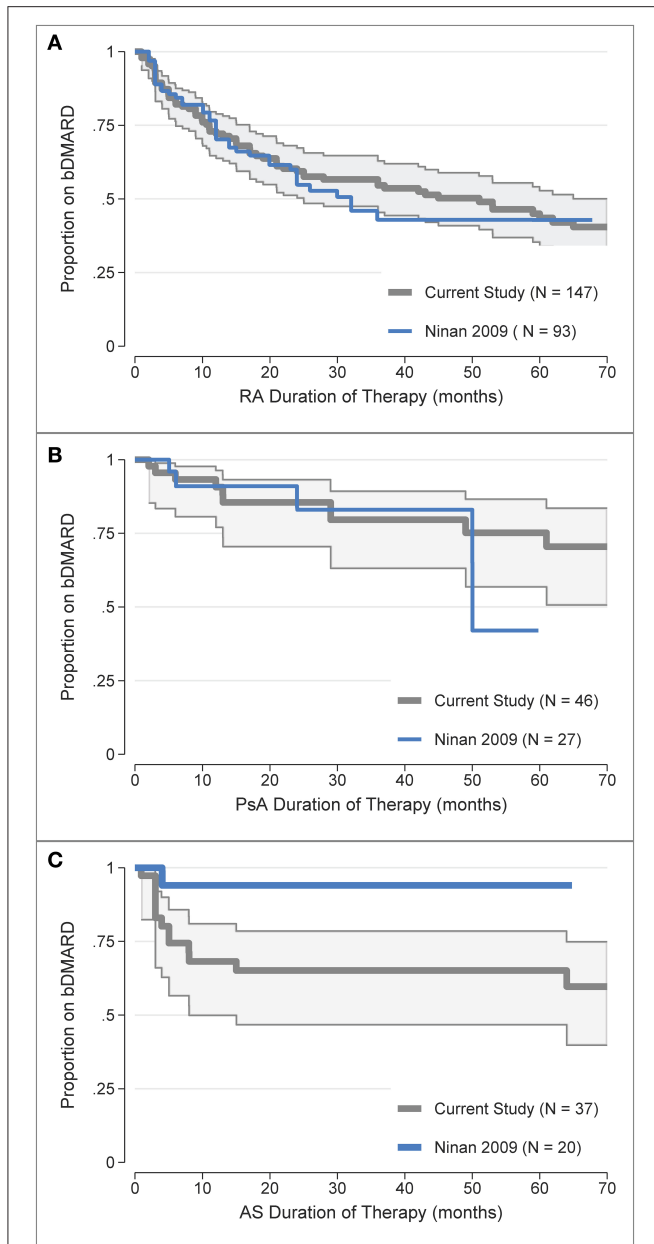 A
1
.75
.5
.25
0
Proportion on bDMARD
Current Study (N = 147)
Ninan 2009 ( N = 93)
0 10 20 30 40 50 60 70
RA Duration of Therapy (months)
B
1
.75
.5
.25
0
Proportion on bDMARD
Current Study (N = 46)
Ninan 2009 (N = 27)
0 10 20 30 40 50 60 70
PsA Duration of Therapy (months)
C
1
.75
.5
.25
0
Proportion on bDMARD
Current Study (N = 37)
Ninan 2009 (N = 20)
0 10 20 30 40 50 60 70
AS Duration of Therapy (months)